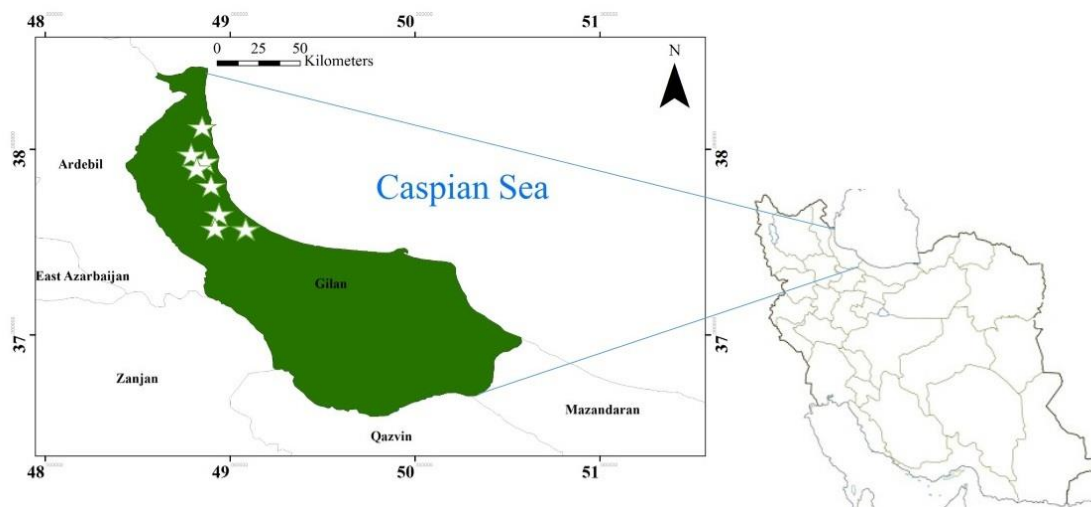 48 49 50 51
0 25 50
Kilometers
N
38 38
Ardebil
Caspian Sea
East Azarbaijan
Gilan
37 37
Zanjan
Mazandaran
Qazvin
48 49 50 51